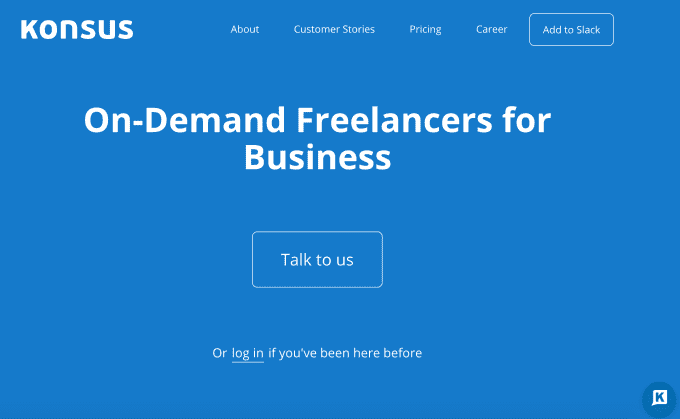 KONSUS
About
Customer Stories
Pricing
Career
Add to Slack
On-Demand Freelancers for
Business
Talk to us
Or log in if you've been here before
K